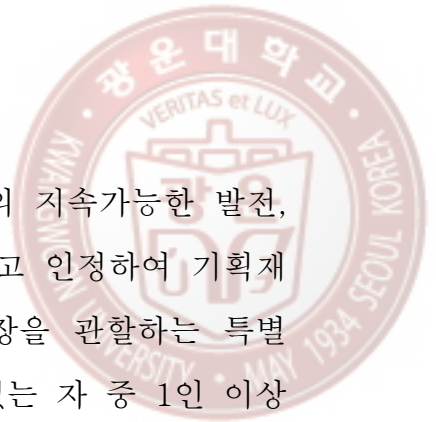 광운대학교
VERITAS et LUX
KWANGWOON UNIVERSITY • MAY 1934 SEOUL KOREA
의 지속가능한 발전,
고 인정하여 기획재
장을 관할하는 특별
있는 자 중 1인 이상